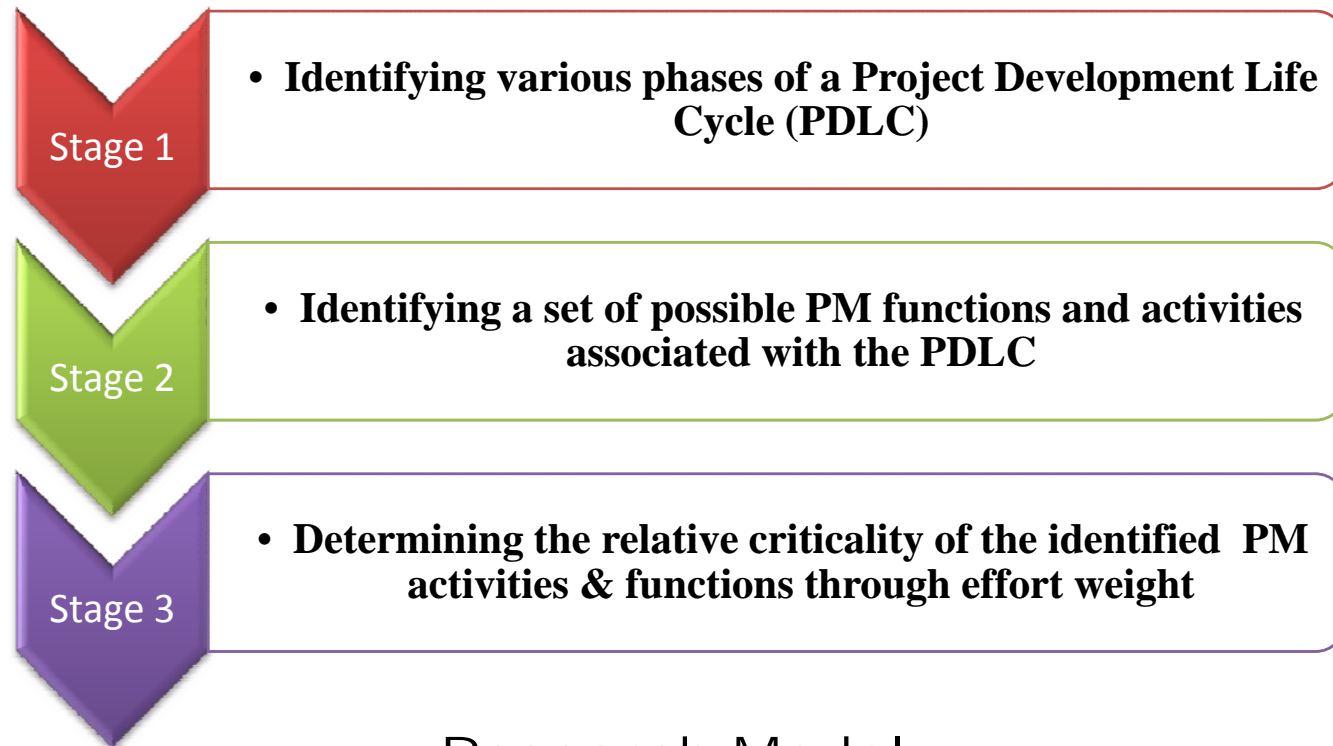 Stage 1
• Identifying various phases of a Project Development Life
Cycle (PDLC)
Stage 2
• Identifying a set of possible PM functions and activities
associated with the PDLC
Stage 3
• Determining the relative criticality of the identified PM
activities & functions through effort weight
Research Model